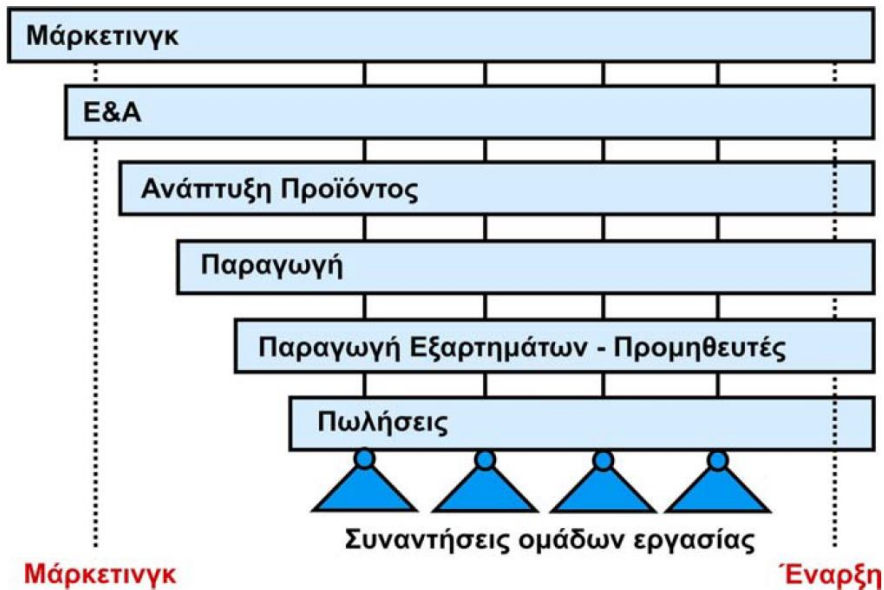 Μάρκετινγκ
Ε&Α
Ανάπτυξη Προϊόντος
Παραγωγή
Παραγωγή Εξαρτημάτων - Προμηθευτές
Πωλήσεις
Συναντήσεις ομάδων εργασίας
Μάρκετινγκ
Έναρξη